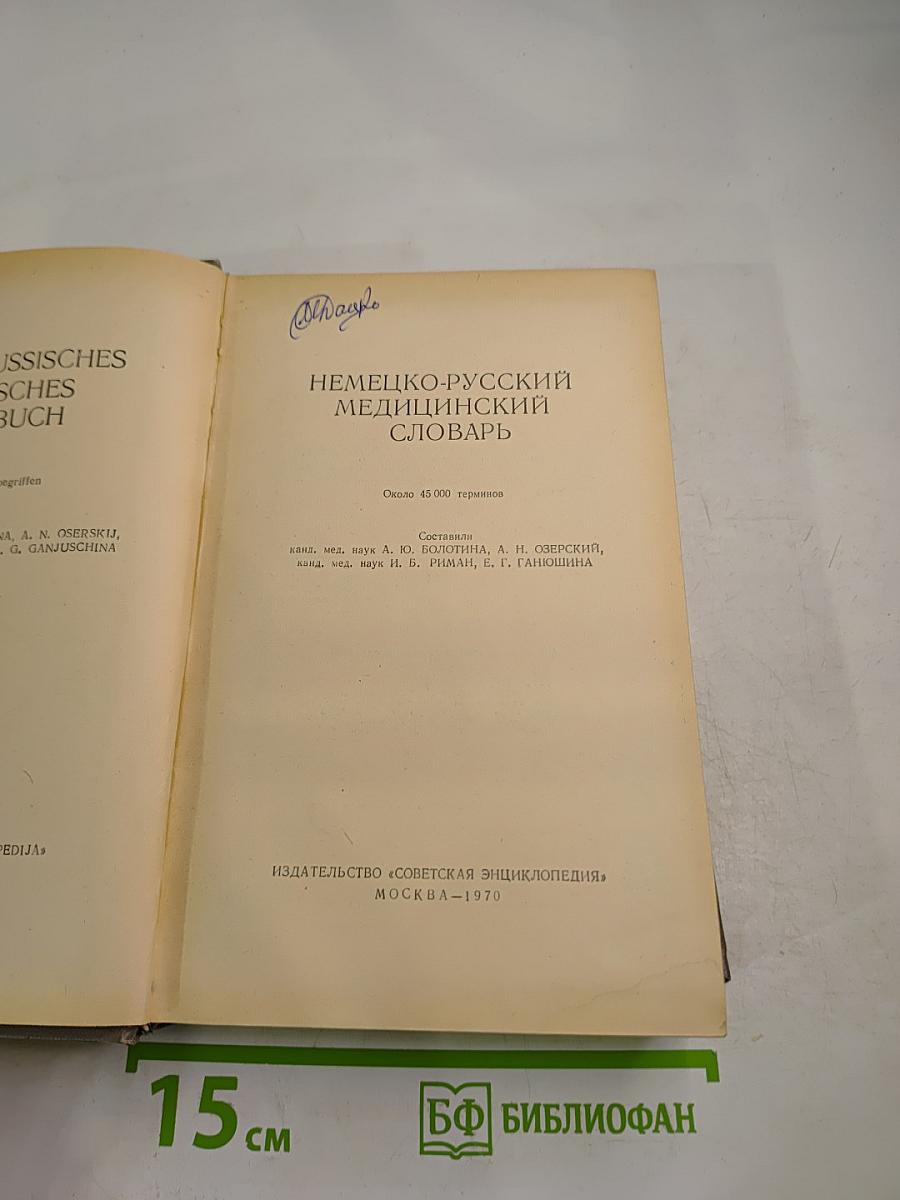 USSISCHES
SCHES
BUCH
begriffen
NA, A. N. OSERSKIJ,
. G. GANJUSCHINA
PEDIJA»
НЕМЕЦКО-РУССКИЙ
МЕДИЦИНСКИЙ
СЛОВАРЬ
Около 45 000 терминов
Составили
канд. мед. наук А. Ю. БОЛОТИНА, А. Н. ОЗЕРСКИЙ,
канд. мед. наук И. Б. РИМАН, Е. Г. ГАНЮШИНА
ИЗДАТЕЛЬСТВО «СОВЕТСКАЯ ЭНЦИКЛОПЕДИЯ»
МОСКВА—1970
15 см
БФ БИБЛИОФАН